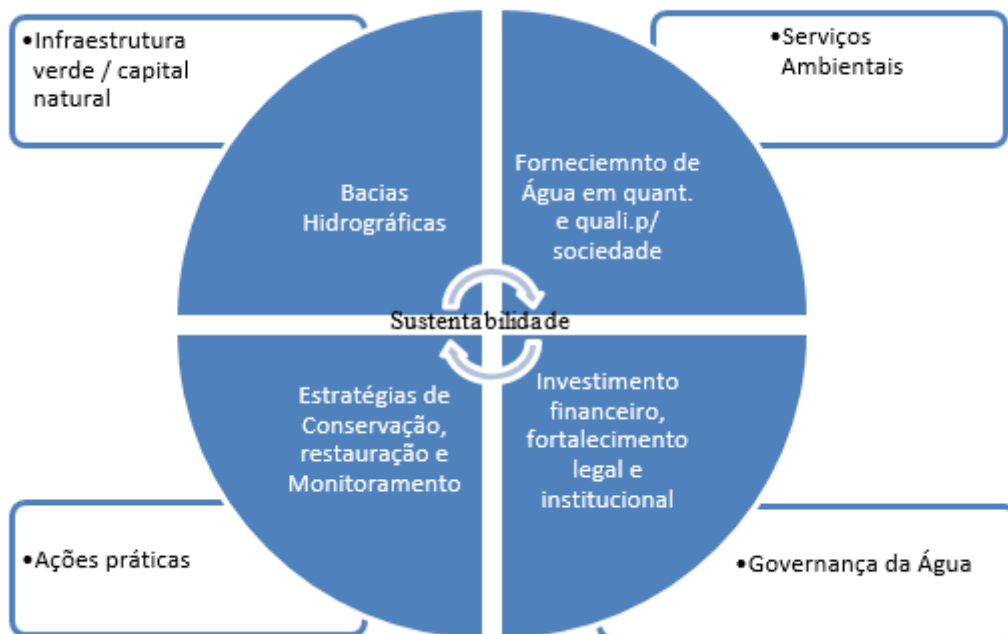 •Infraestrutura
verde / capital
natural
•Serviços
Ambientais
Bacias
Hidrográficas
Forneciemnto de
Água em quant.
e quali.p/
sociedade
Sustentabilidade
Estratégias de
Conservação,
restauração e
Monitoramento
Investimento
financeiro,
fortalecimento
legal e
institucional
•Ações práticas
•Governança da Água